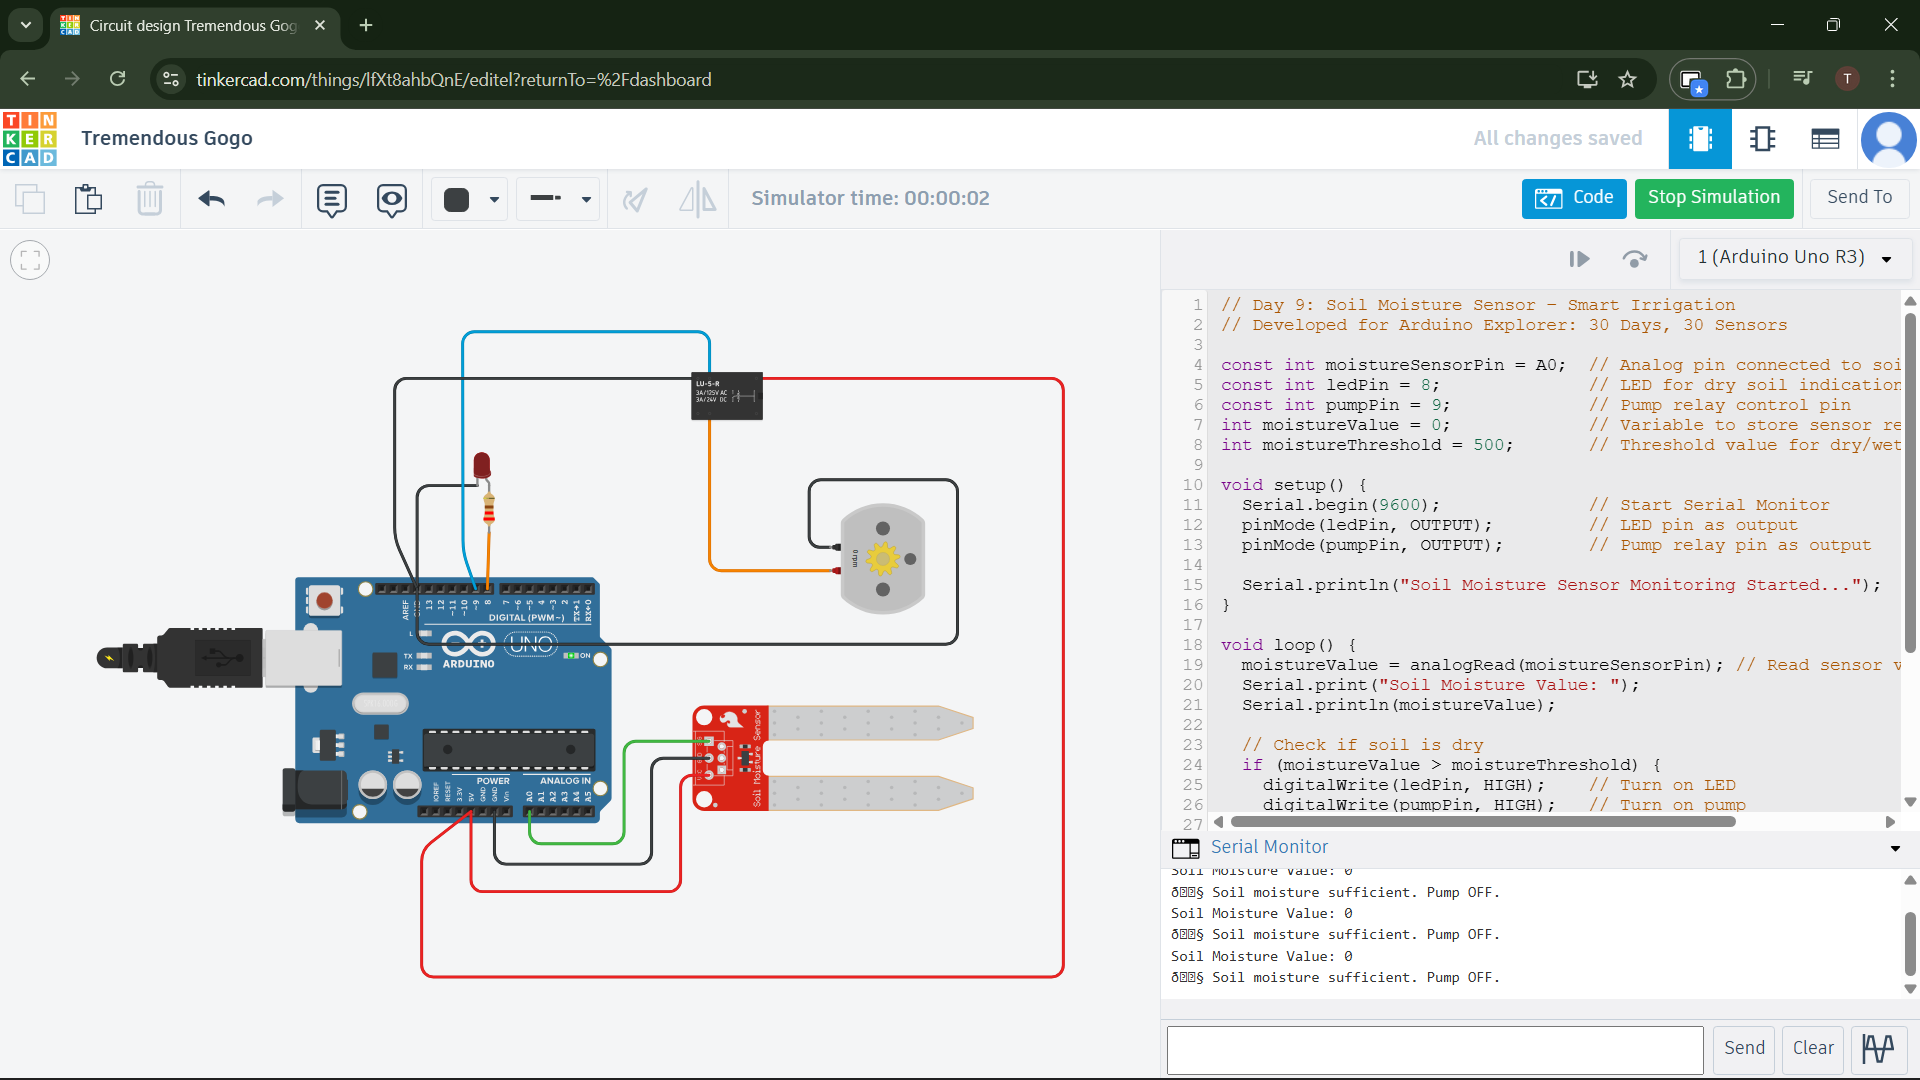 Circuit design Tremendous Gog
tinkercad.com/things/lfXt8ahbQnE/editel?returnTo=%2Fdashboard
T
TIN
KER
CAD
Tremendous Gogo
All changes saved
Simulator time: 00:00:02
Code
Stop Simulation
Send To
1 (Arduino Uno R3)
LU-5-R
3A/125V AC
3A/24V DC
0 rpm
AREF
GND
13
12
~11
~10
~9
8
7
~6
~5
4
~3
2
TX→1
RX←0
DIGITAL (PWM~)
L
TX
RX
ARDUINO
UNO
ON
POWER
ANALOG IN
IOREF
RESET
3.3V
5V
GND
GND
Vin
A0
A1
A2
A3
A4
A5
Soil Moisture Sensor
1 // Day 9: Soil Moisture Sensor – Smart Irrigation
2 // Developed for Arduino Explorer: 30 Days, 30 Sensors
3
4 const int moistureSensorPin = A0; // Analog pin connected to soi
5 const int ledPin = 8; // LED for dry soil indication
6 const int pumpPin = 9; // Pump relay control pin
7 int moistureValue = 0; // Variable to store sensor re
8 int moistureThreshold = 500; // Threshold value for dry/wet
9
10 void setup() {
11 Serial.begin(9600); // Start Serial Monitor
12 pinMode(ledPin, OUTPUT); // LED pin as output
13 pinMode(pumpPin, OUTPUT); // Pump relay pin as output
14
15 Serial.println("Soil Moisture Sensor Monitoring Started...");
16 }
17
18 void loop() {
19 moistureValue = analogRead(moistureSensorPin); // Read sensor v
20 Serial.print("Soil Moisture Value: ");
21 Serial.println(moistureValue);
22
23 // Check if soil is dry
24 if (moistureValue > moistureThreshold) {
25 digitalWrite(ledPin, HIGH); // Turn on LED
26 digitalWrite(pumpPin, HIGH); // Turn on pump
27
Serial Monitor
Soil Moisture Value: 0
ð§ Soil moisture sufficient. Pump OFF.
Soil Moisture Value: 0
ð§ Soil moisture sufficient. Pump OFF.
Soil Moisture Value: 0
ð§ Soil moisture sufficient. Pump OFF.
Send
Clear